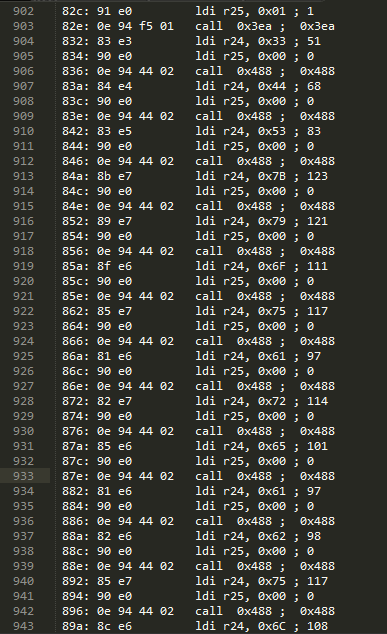 902 82c: 91 e0 ldi r25, 0x01 ; 1
903 82e: 0e 94 f5 01 call 0x3ea ; 0x3ea
904 832: 83 e3 ldi r24, 0x33 ; 51
905 834: 90 e0 ldi r25, 0x00 ; 0
906 836: 0e 94 44 02 call 0x488 ; 0x488
907 83a: 84 e4 ldi r24, 0x44 ; 68
908 83c: 90 e0 ldi r25, 0x00 ; 0
909 83e: 0e 94 44 02 call 0x488 ; 0x488
910 842: 83 e5 ldi r24, 0x53 ; 83
911 844: 90 e0 ldi r25, 0x00 ; 0
912 846: 0e 94 44 02 call 0x488 ; 0x488
913 84a: 8b e7 ldi r24, 0x7B ; 123
914 84c: 90 e0 ldi r25, 0x00 ; 0
915 84e: 0e 94 44 02 call 0x488 ; 0x488
916 852: 89 e7 ldi r24, 0x79 ; 121
917 854: 90 e0 ldi r25, 0x00 ; 0
918 856: 0e 94 44 02 call 0x488 ; 0x488
919 85a: 8f e6 ldi r24, 0x6F ; 111
920 85c: 90 e0 ldi r25, 0x00 ; 0
921 85e: 0e 94 44 02 call 0x488 ; 0x488
922 862: 85 e7 ldi r24, 0x75 ; 117
923 864: 90 e0 ldi r25, 0x00 ; 0
924 866: 0e 94 44 02 call 0x488 ; 0x488
925 86a: 81 e6 ldi r24, 0x61 ; 97
926 86c: 90 e0 ldi r25, 0x00 ; 0
927 86e: 0e 94 44 02 call 0x488 ; 0x488
928 872: 82 e7 ldi r24, 0x72 ; 114
929 874: 90 e0 ldi r25, 0x00 ; 0
930 876: 0e 94 44 02 call 0x488 ; 0x488
931 87a: 85 e6 ldi r24, 0x65 ; 101
932 87c: 90 e0 ldi r25, 0x00 ; 0
933 87e: 0e 94 44 02 call 0x488 ; 0x488
934 882: 81 e6 ldi r24, 0x61 ; 97
935 884: 90 e0 ldi r25, 0x00 ; 0
936 886: 0e 94 44 02 call 0x488 ; 0x488
937 88a: 82 e6 ldi r24, 0x62 ; 98
938 88c: 90 e0 ldi r25, 0x00 ; 0
939 88e: 0e 94 44 02 call 0x488 ; 0x488
940 892: 85 e7 ldi r24, 0x75 ; 117
941 894: 90 e0 ldi r25, 0x00 ; 0
942 896: 0e 94 44 02 call 0x488 ; 0x488
943 89a: 8c e6 ldi r24, 0x6C ; 108